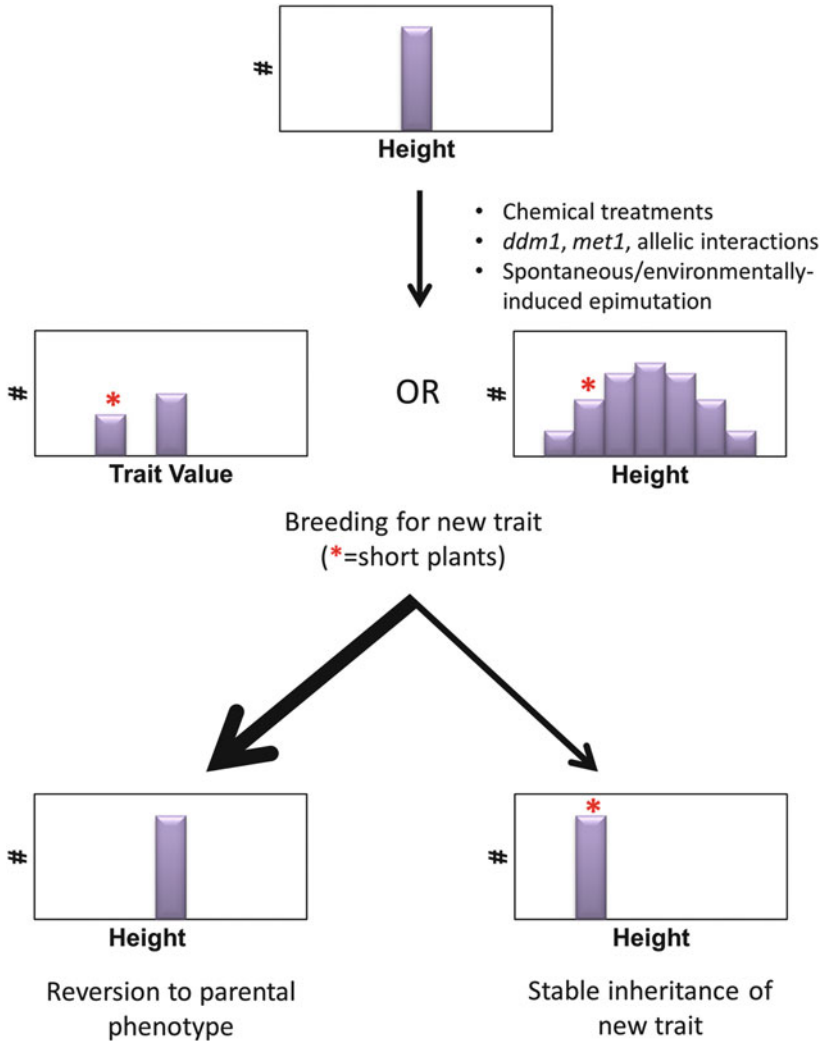 #
Height
• Chemical treatments
• ddm1, met1, allelic interactions
• Spontaneous/environmentally-
induced epimutation
#
*
Trait Value
OR
#
*
Height
Breeding for new trait
(*=short plants)
#
Height
Reversion to parental
phenotype
#
*
Height
Stable inheritance of
new trait